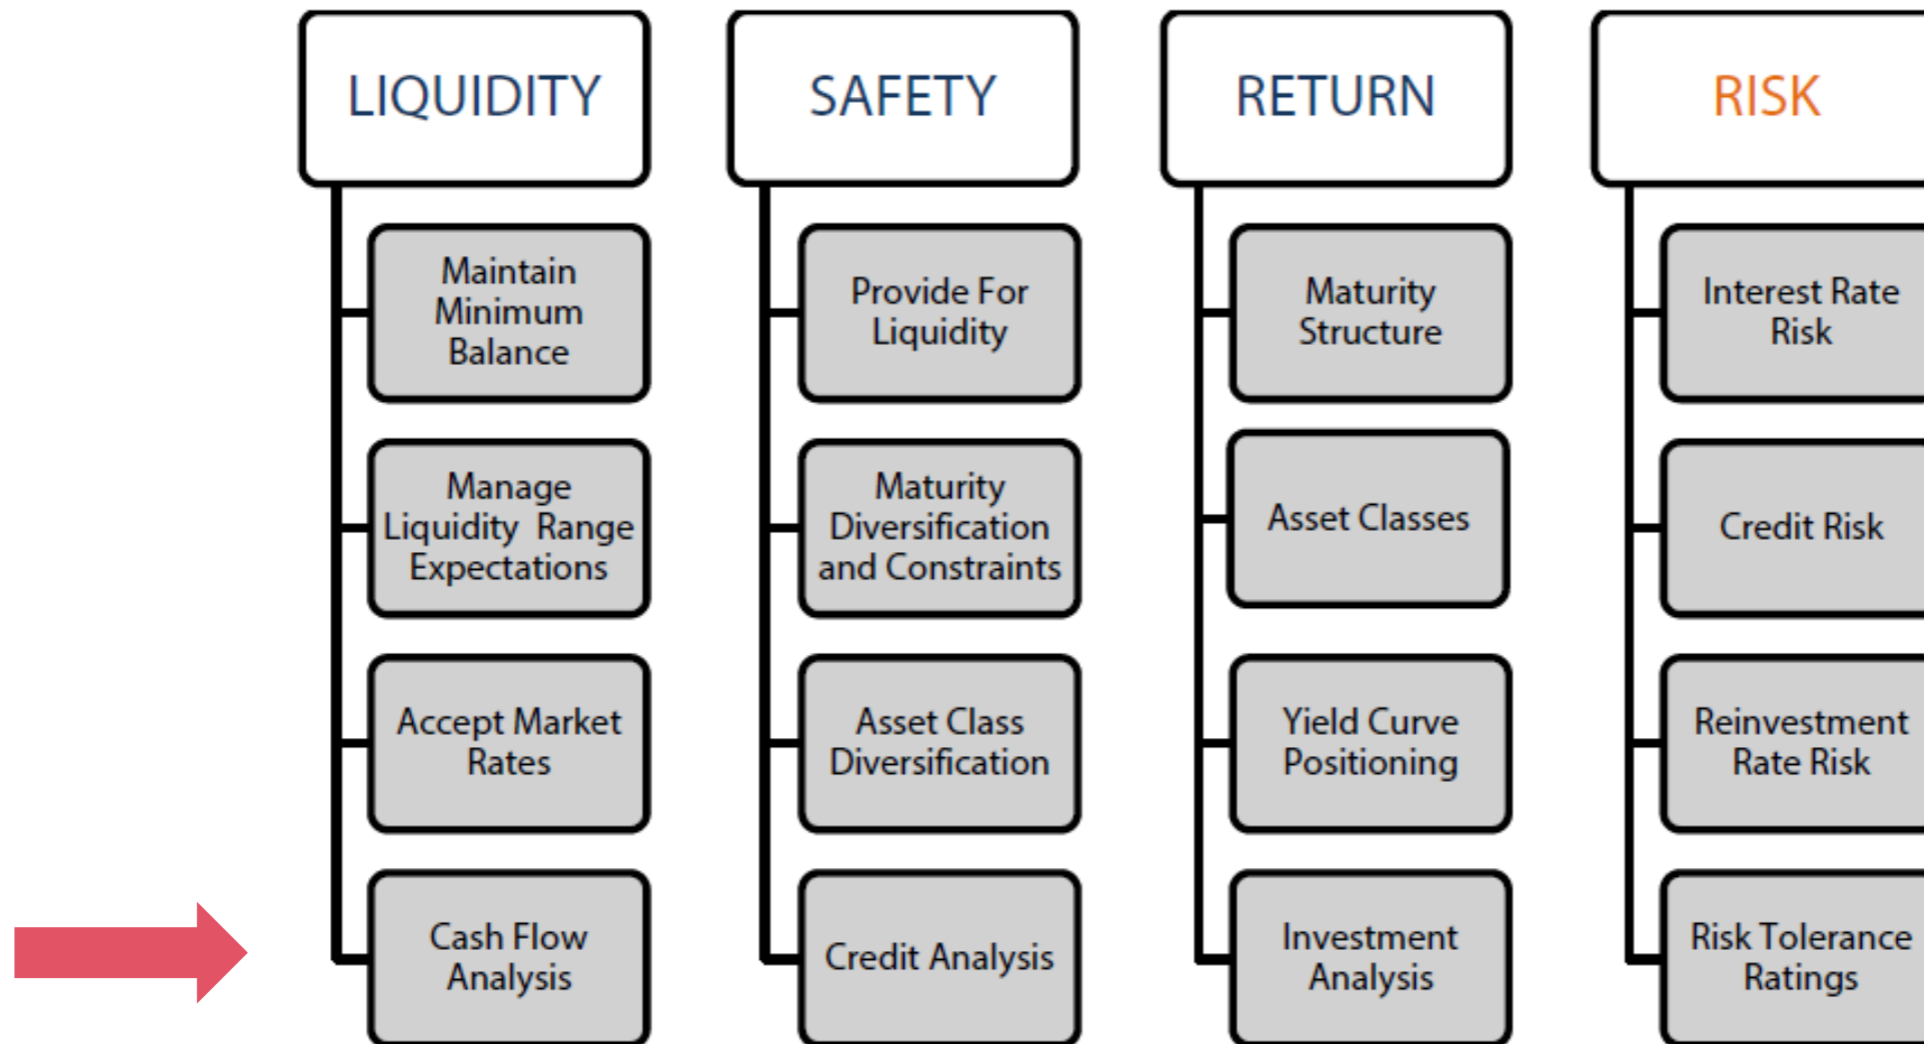 LIQUIDITY
Maintain
Minimum
Balance
Manage
Liquidity Range
Expectations
Accept Market
Rates
Cash Flow
Analysis
SAFETY
Provide For
Liquidity
Maturity
Diversification
and Constraints
Asset Class
Diversification
Credit Analysis
RETURN
Maturity
Structure
Asset Classes
Yield Curve
Positioning
Investment
Analysis
RISK
Interest Rate
Risk
Credit Risk
Reinvestment
Rate Risk
Risk Tolerance
Ratings